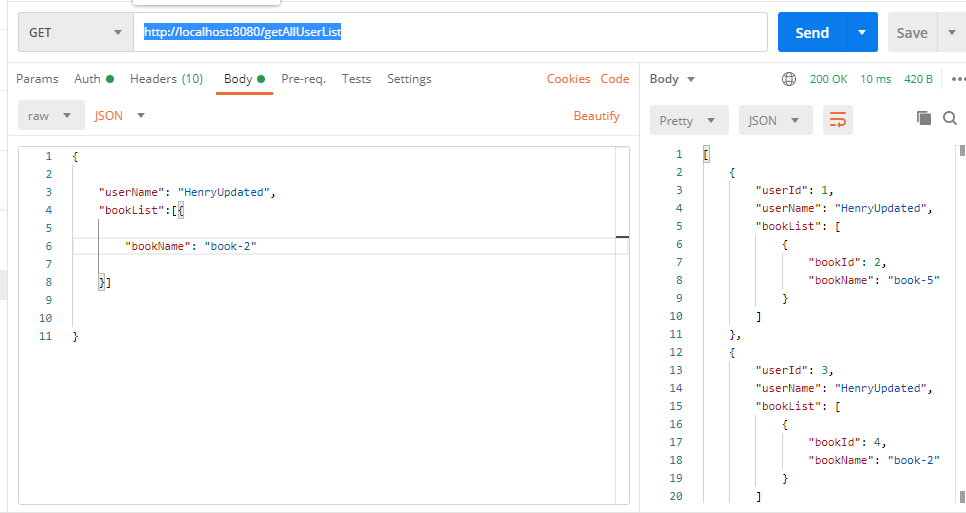 GET http://localhost:8080/getAllUserList Send Save
Params Auth Headers (10) Body Pre-req. Tests Settings Cookies Code
raw JSON Beautify
1 {
2
3 "userName": "HenryUpdated",
4 "bookList":[{
5
6 "bookName": "book-2"
7
8 }]
9
10
11 }
Body 200 OK 10 ms 420 B •••
Pretty JSON
1 [
2 {
3 "userId": 1,
4 "userName": "HenryUpdated",
5 "bookList": [
6 {
7 "bookId": 2,
8 "bookName": "book-5"
9 }
10 ]
11 },
12 {
13 "userId": 3,
14 "userName": "HenryUpdated",
15 "bookList": [
16 {
17 "bookId": 4,
18 "bookName": "book-2"
19 }
20 ]